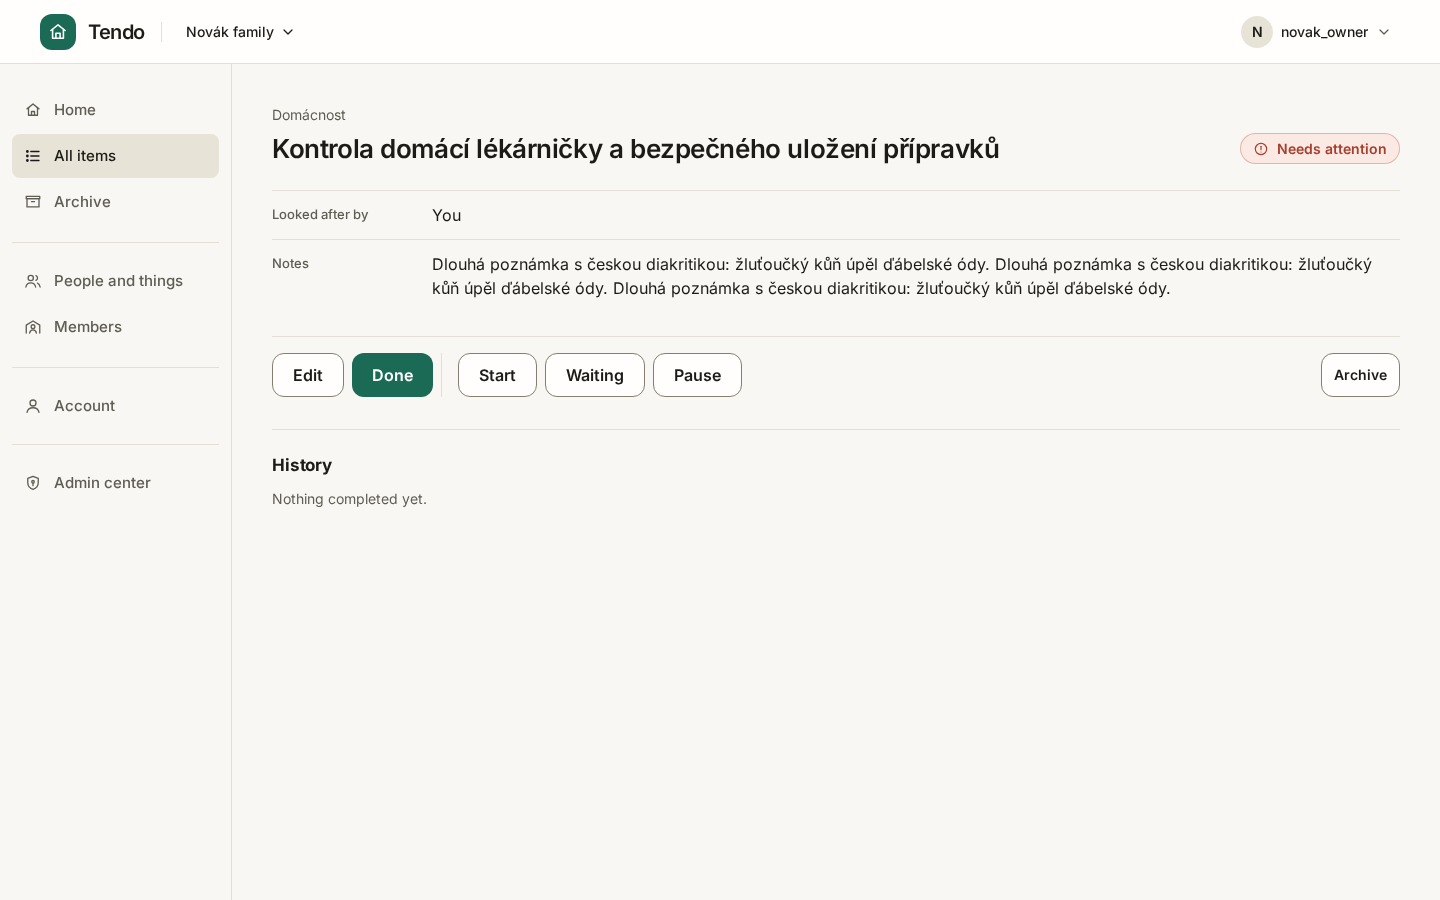 Tendo
Novák family
N
novak_owner
Home
All items
Archive
People and things
Members
Account
Admin center
Domácnost
Kontrola domácí lékárničky a bezpečného uložení přípravků
Needs attention
Looked after by
You
Notes
Dlouhá poznámka s českou diakritikou: žluťoučký kůň úpěl ďábelské ódy. Dlouhá poznámka s českou diakritikou: žluťoučký
kůň úpěl ďábelské ódy. Dlouhá poznámka s českou diakritikou: žluťoučký kůň úpěl ďábelské ódy.
Edit
Done
Start
Waiting
Pause
Archive
History
Nothing completed yet.